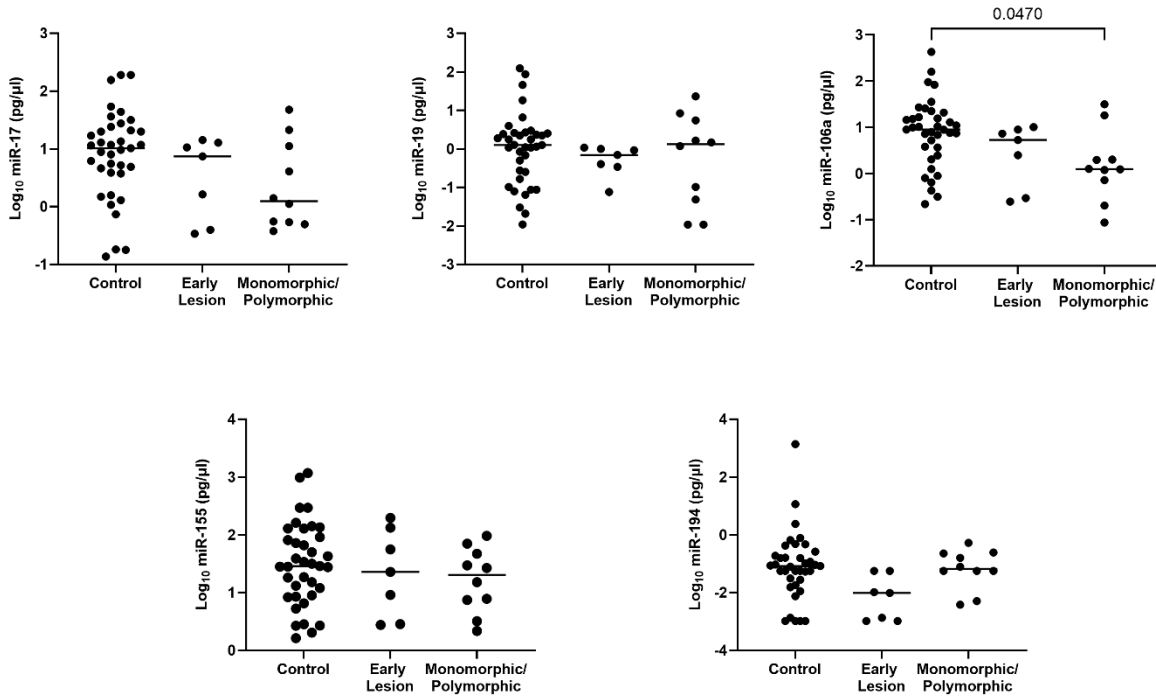 Log₁₀ miR-17 (pg/µl)
3
2
1
0
-1
Control
Early
Lesion
Monomorphic/
Polymorphic
Log₁₀ miR-19 (pg/µl)
3
2
1
0
-1
-2
-3
Control
Early
Lesion
Monomorphic/
Polymorphic
0.0470
Log₁₀ miR-106a (pg/µl)
3
2
1
0
-1
-2
Control
Early
Lesion
Monomorphic/
Polymorphic
Log₁₀ miR-155 (pg/µl)
4
3
2
1
0
Control
Early
Lesion
Monomorphic/
Polymorphic
Log₁₀ miR-194 (pg/µl)
4
2
0
-2
-4
Control
Early
Lesion
Monomorphic/
Polymorphic